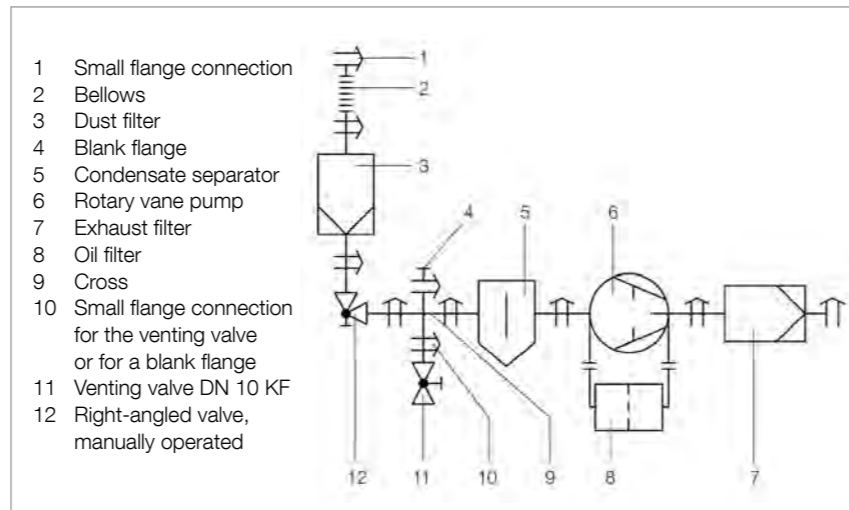 1 Small flange connection
2 Bellows
3 Dust filter
4 Blank flange
5 Condensate separator
6 Rotary vane pump
7 Exhaust filter
8 Oil filter
9 Cross
10 Small flange connection
for the venting valve
or for a blank flange
11 Venting valve DN 10 KF
12 Right-angled valve,
manually operated
1
2
3
4
5
6
12
11
10
9
8
7